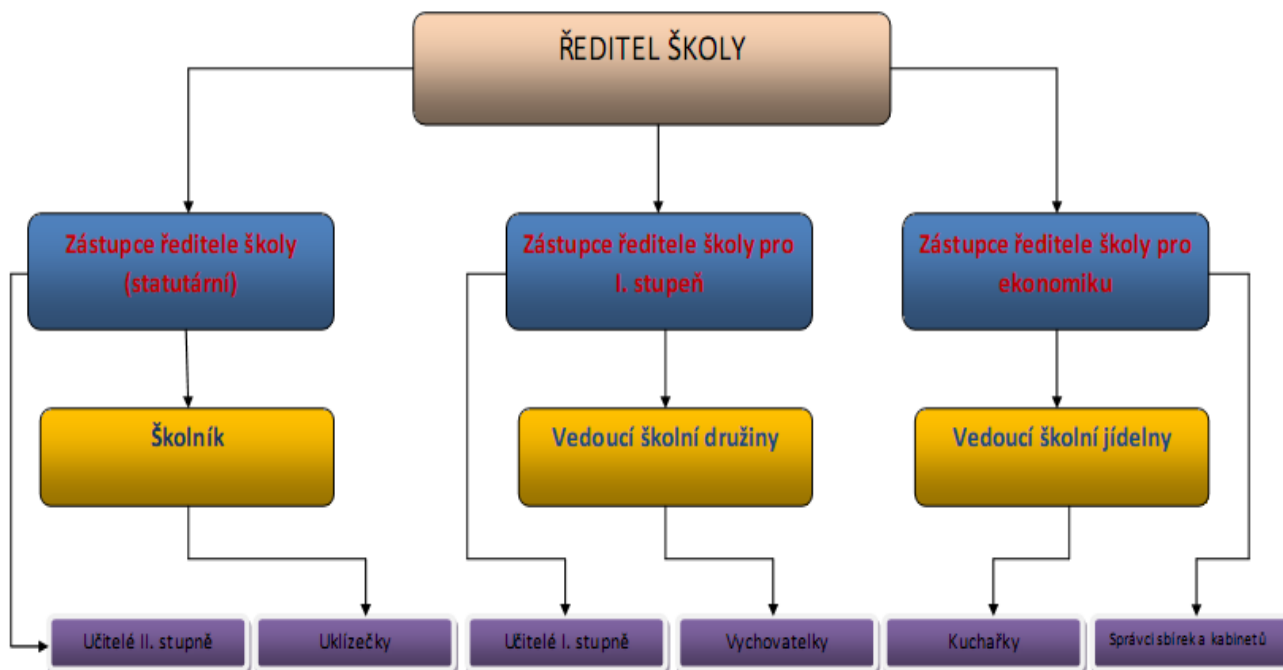 ŘEDITEL ŠKOLY
Zástupce ředitele školy
(statutární)
Zástupce ředitele školy pro
I. stupeň
Zástupce ředitele školy pro
ekonomiku
Školník
Vedoucí školní družiny
Vedoucí školní jídelny
Učitelé II. stupně
Uklízečky
Učitelé I. stupně
Vychovatelky
Kuchařky
Správci sbírek a kabinetů